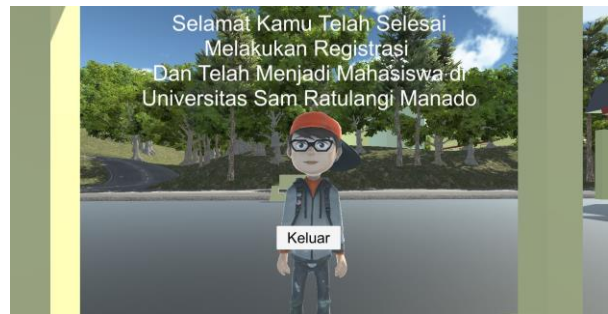 Selamat Kamu Telah Selesai
Melakukan Registrasi
Dan Telah Menjadi Mahasiswa di
Universitas Sam Ratulangi Manado
Keluar